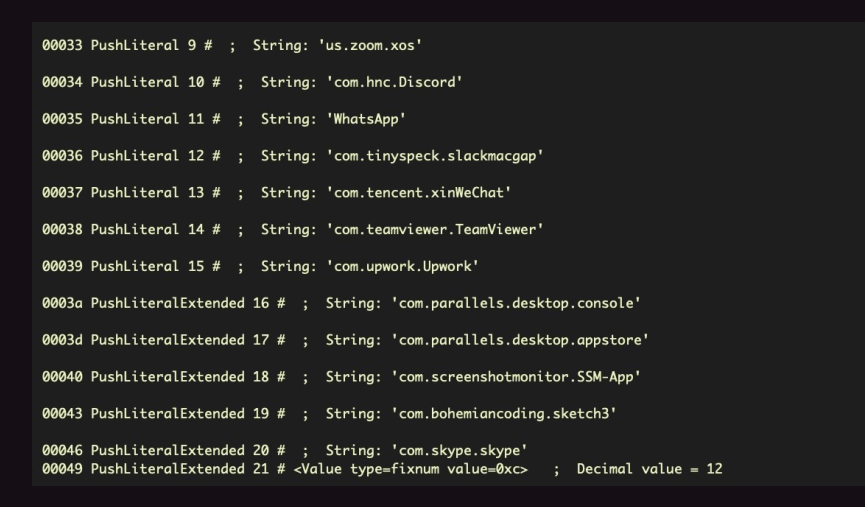 00033 PushLiteral 9 #  ;  String: 'us.zoom.xos'
00034 PushLiteral 10 #  ;  String: 'com.hnc.Discord'
00035 PushLiteral 11 #  ;  String: 'WhatsApp'
00036 PushLiteral 12 #  ;  String: 'com.tinyspeck.slackmacgap'
00037 PushLiteral 13 #  ;  String: 'com.tencent.xinWeChat'
00038 PushLiteral 14 #  ;  String: 'com.teamviewer.TeamViewer'
00039 PushLiteral 15 #  ;  String: 'com.upwork.Upwork'
0003a PushLiteralExtended 16 #  ;  String: 'com.parallels.desktop.console'
0003d PushLiteralExtended 17 #  ;  String: 'com.parallels.desktop.appstore'
00040 PushLiteralExtended 18 #  ;  String: 'com.screenshotmonitor.SSM-App'
00043 PushLiteralExtended 19 #  ;  String: 'com.bohemiancoding.sketch3'
00046 PushLiteralExtended 20 #  ;  String: 'com.skype.skype'
00049 PushLiteralExtended 21 # <Value type=fixnum value=0xc>   ;  Decimal value = 12